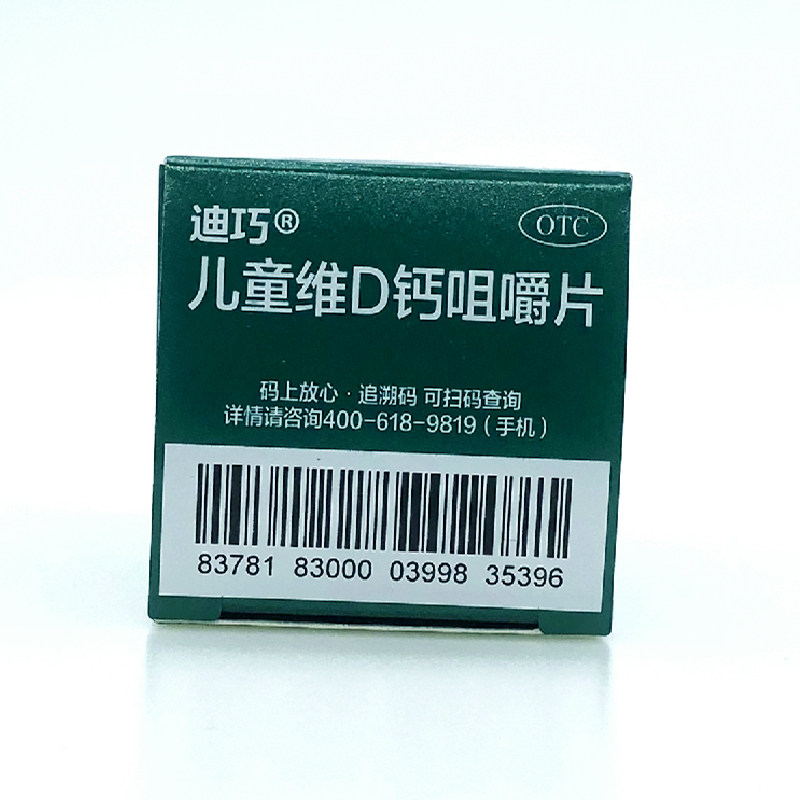 迪巧®
OTC
儿童维D钙咀嚼片
码上放心·追溯码 可扫码查询
详情请咨询400-618-9819(手机)
83781 83000 03998 35396